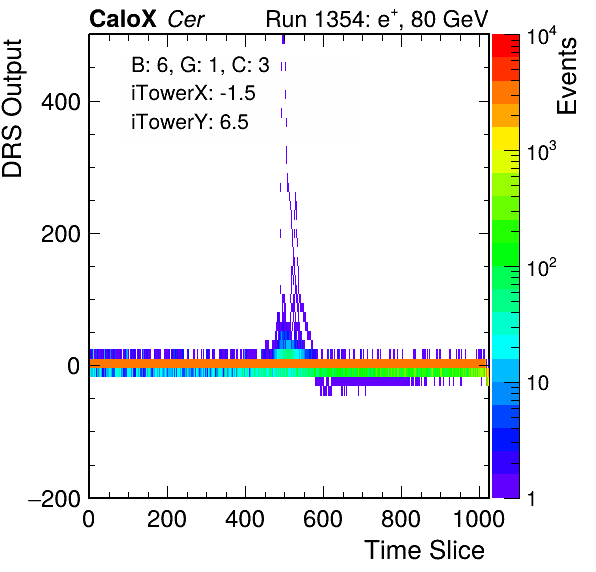 CaloX Cer
Run 1354: e⁺, 80 GeV
B: 6, G: 1, C: 3
iTowerX: -1.5
iTowerY: 6.5
DRS Output
400
200
0
−200
0 200 400 600 800 1000
Time Slice
10⁴
10³
10²
10
1
Events